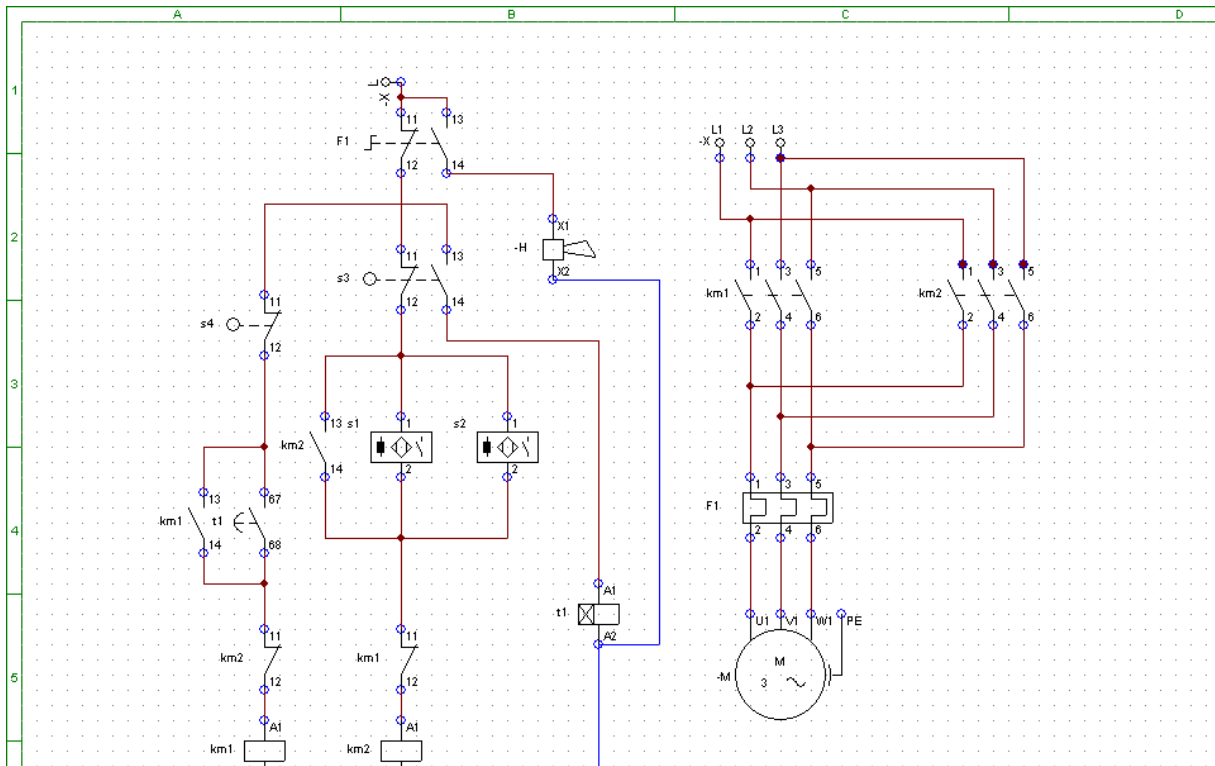 A B C D
1
L
-X
11 13
F1
12 14
L1 L2 L3
-X
2
X1
-H
X2
11 13
s3
12 14
11
s4
12
1 3 5
km1
2 4 6
1 3 5
km2
2 4 6
3
13 s1 1 s2 1
km2
14 2 2
13 67
km1 t1
14 68
4
1 3 5
F1
2 4 6
A1
t1
A2
U1 V1 W1 PE
M
-M 3
11
km2
12
11
km1
12
5
A1
km1
A1
km2